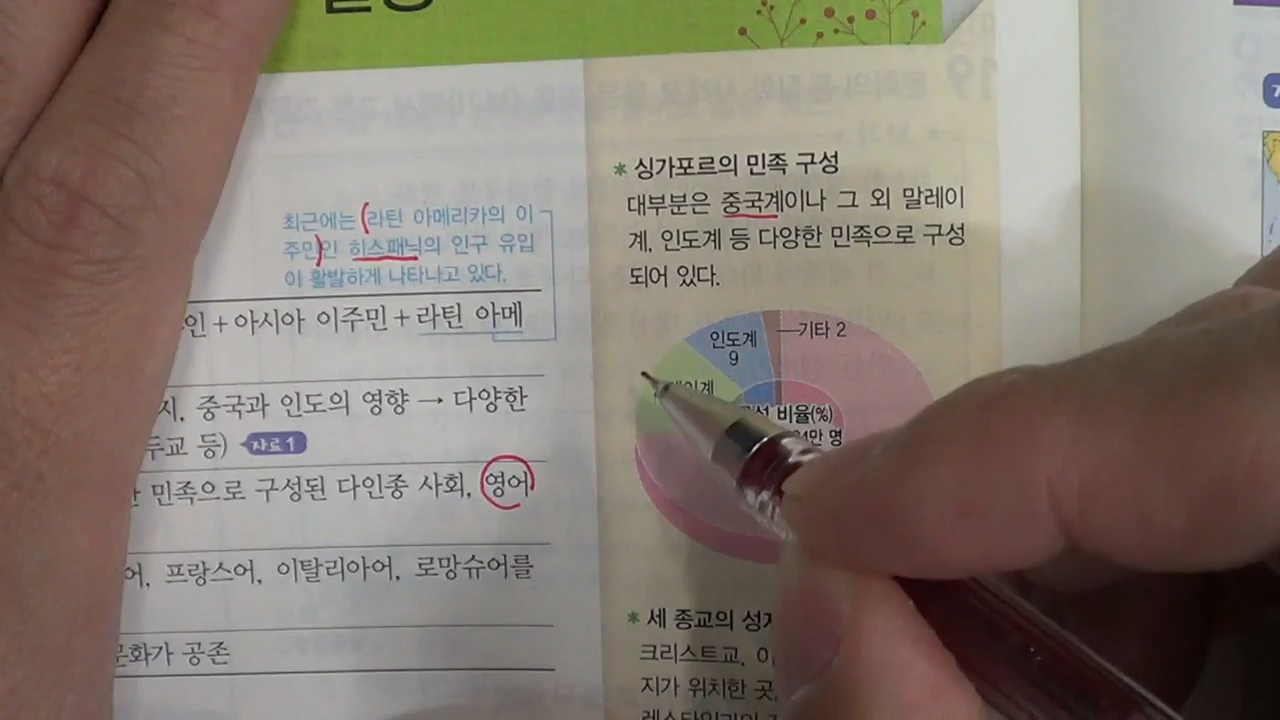 최근에는 (라틴 아메리카의 이
주민)인 히스패닉의 인구 유입
이 활발하게 나타나고 있다.
인 + 아시아 이주민 + 라틴 아메
지, 중국과 인도의 영향 → 다양한
두교 등) 자료 1
민족으로 구성된 다인종 사회, 영어
어, 프랑스어, 이탈리아어, 로망슈어를
문화가 공존
* 싱가포르의 민족 구성
대부분은 중국계이나 그 외 말레이
계, 인도계 등 다양한 민족으로 구성
되어 있다.
기타 2
인도계
9
비율(%)
만 명
* 세 종교의 성지
크리스트교, 이
지가 위치한 곳,